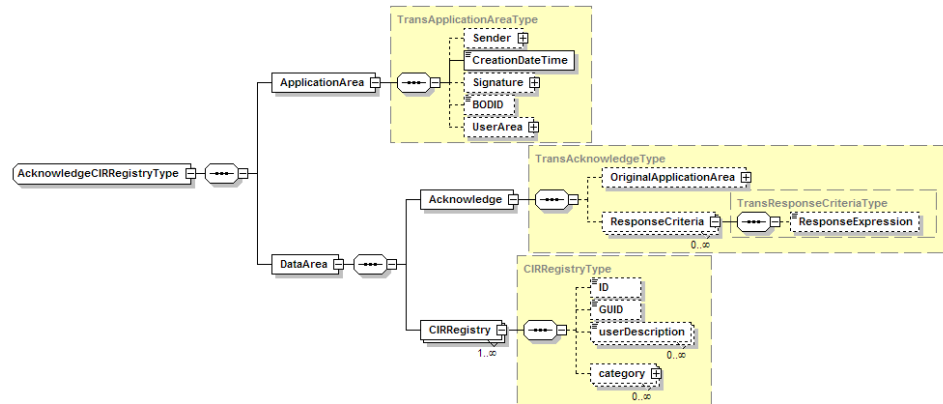 TransApplicationAreaType
Sender
CreationDateTime
ApplicationArea
Signature
BODID
UserArea
TransAcknowledgeType
AcknowledgeCIRRegistryType
OriginalApplicationArea
TransResponseCriteriaType
Acknowledge
ResponseCriteria
ResponseExpression
0..∞
DataArea
CIRRegistryType
ID
GUID
CIRRegistry
userDescription
1..∞
0..∞
category
0..∞